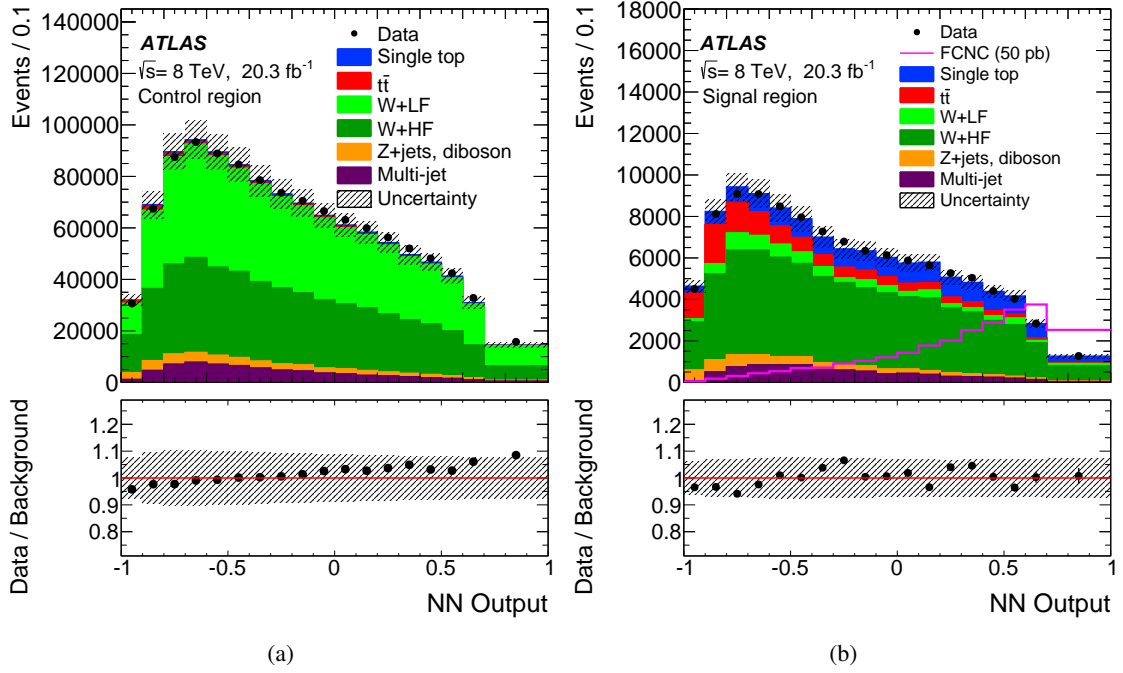 Events / 0.1
140000
120000
100000
80000
60000
40000
20000
0
ATLAS
√s= 8 TeV, 20.3 fb⁻¹
Control region
Data
Single top
tt̄
W+LF
W+HF
Z+jets, diboson
Multi-jet
Uncertainty
Data / Background
1.2
1.1
1
0.9
0.8
-1 -0.5 0 0.5 1
NN Output
(a)
Events / 0.1
18000
16000
14000
12000
10000
8000
6000
4000
2000
0
ATLAS
√s= 8 TeV, 20.3 fb⁻¹
Signal region
Data
FCNC (50 pb)
Single top
tt̄
W+LF
W+HF
Z+jets, diboson
Multi-jet
Uncertainty
Data / Background
1.2
1.1
1
0.9
0.8
-1 -0.5 0 0.5 1
NN Output
(b)